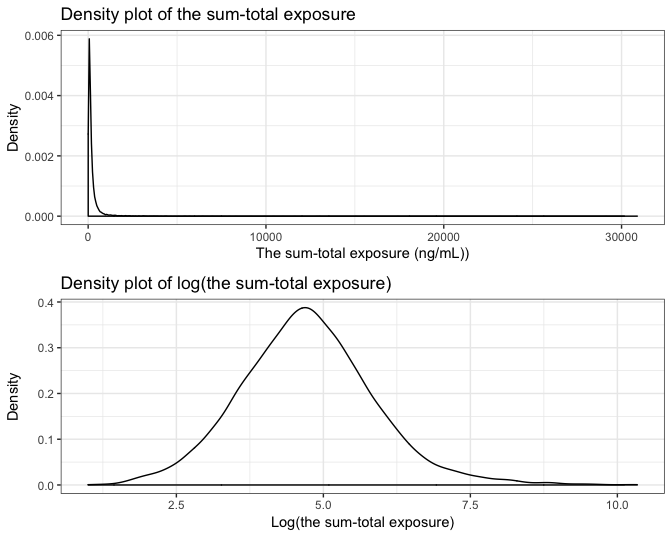 Density plot of the sum-total exposure
0.006
0.004
0.002
0.000
Density
0
10000
20000
30000
The sum-total exposure (ng/mL))
Density plot of log(the sum-total exposure)
0.4
0.3
0.2
0.1
0.0
Density
2.5
5.0
7.5
10.0
Log(the sum-total exposure)